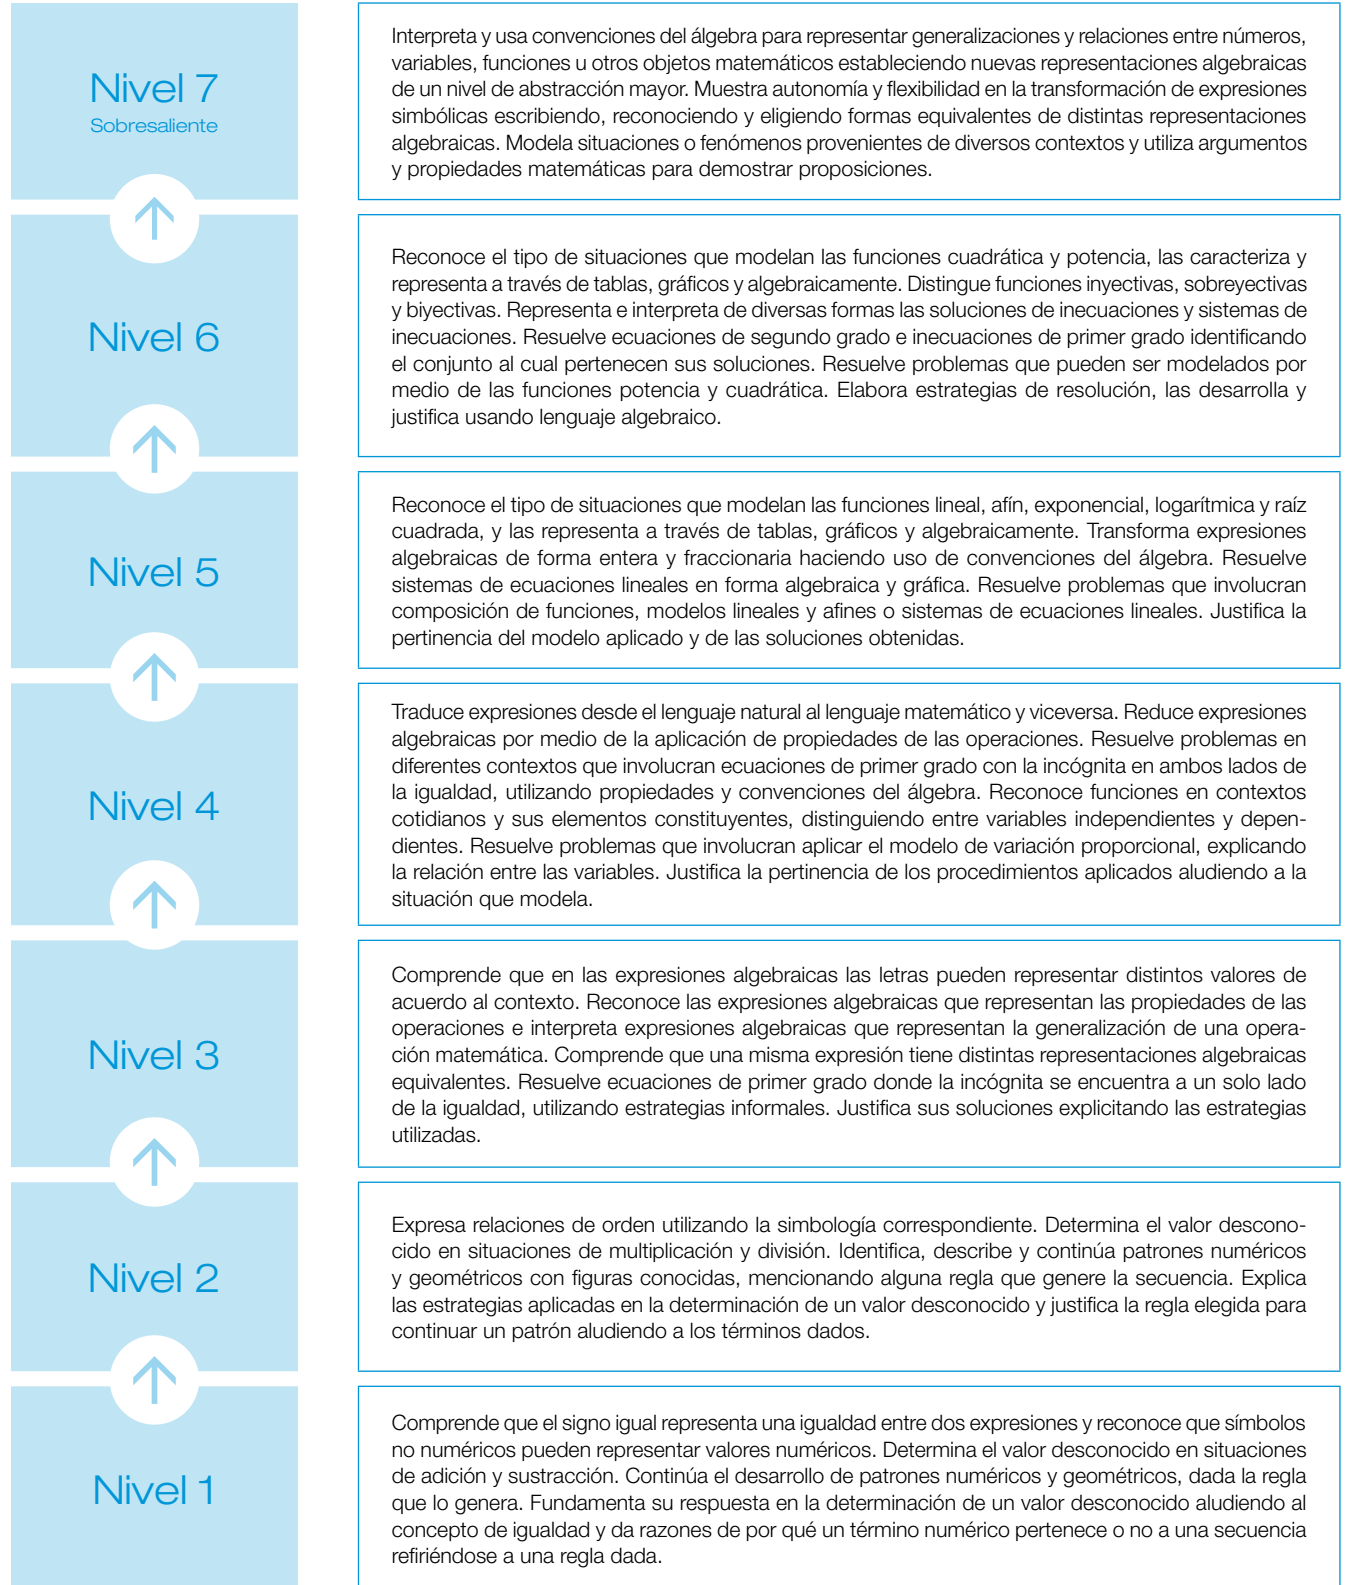 Nivel 7
Sobresaliente
Interpreta y usa convenciones del álgebra para representar generalizaciones y relaciones entre números,
variables, funciones u otros objetos matemáticos estableciendo nuevas representaciones algebraicas
de un nivel de abstracción mayor. Muestra autonomía y flexibilidad en la transformación de expresiones
simbólicas escribiendo, reconociendo y eligiendo formas equivalentes de distintas representaciones
algebraicas. Modela situaciones o fenómenos provenientes de diversos contextos y utiliza argumentos
y propiedades matemáticas para demostrar proposiciones.
Nivel 6
Reconoce el tipo de situaciones que modelan las funciones cuadrática y potencia, las caracteriza y
representa a través de tablas, gráficos y algebraicamente. Distingue funciones inyectivas, sobreyectivas
y biyectivas. Representa e interpreta de diversas formas las soluciones de inecuaciones y sistemas de
inecuaciones. Resuelve ecuaciones de segundo grado e inecuaciones de primer grado identificando
el conjunto al cual pertenecen sus soluciones. Resuelve problemas que pueden ser modelados por
medio de las funciones potencia y cuadrática. Elabora estrategias de resolución, las desarrolla y
justifica usando lenguaje algebraico.
Nivel 5
Reconoce el tipo de situaciones que modelan las funciones lineal, afín, exponencial, logarítmica y raíz
cuadrada, y las representa a través de tablas, gráficos y algebraicamente. Transforma expresiones
algebraicas de forma entera y fraccionaria haciendo uso de convenciones del álgebra. Resuelve
sistemas de ecuaciones lineales en forma algebraica y gráfica. Resuelve problemas que involucran
composición de funciones, modelos lineales y afines o sistemas de ecuaciones lineales. Justifica la
pertinencia del modelo aplicado y de las soluciones obtenidas.
Nivel 4
Traduce expresiones desde el lenguaje natural al lenguaje matemático y viceversa. Reduce expresiones
algebraicas por medio de la aplicación de propiedades de las operaciones. Resuelve problemas en
diferentes contextos que involucran ecuaciones de primer grado con la incógnita en ambos lados de
la igualdad, utilizando propiedades y convenciones del álgebra. Reconoce funciones en contextos
cotidianos y sus elementos constituyentes, distinguiendo entre variables independientes y depen-
dientes. Resuelve problemas que involucran aplicar el modelo de variación proporcional, explicando
la relación entre las variables. Justifica la pertinencia de los procedimientos aplicados aludiendo a la
situación que modela.
Nivel 3
Comprende que en las expresiones algebraicas las letras pueden representar distintos valores de
acuerdo al contexto. Reconoce las expresiones algebraicas que representan las propiedades de las
operaciones e interpreta expresiones algebraicas que representan la generalización de una opera-
ción matemática. Comprende que una misma expresión tiene distintas representaciones algebraicas
equivalentes. Resuelve ecuaciones de primer grado donde la incógnita se encuentra a un solo lado
de la igualdad, utilizando estrategias informales. Justifica sus soluciones explicitando las estrategias
utilizadas.
Nivel 2
Expresa relaciones de orden utilizando la simbología correspondiente. Determina el valor descono-
cido en situaciones de multiplicación y división. Identifica, describe y continúa patrones numéricos
y geométricos con figuras conocidas, mencionando alguna regla que genere la secuencia. Explica
las estrategias aplicadas en la determinación de un valor desconocido y justifica la regla elegida para
continuar un patrón aludiendo a los términos dados.
Nivel 1
Comprende que el signo igual representa una igualdad entre dos expresiones y reconoce que símbolos
no numéricos pueden representar valores numéricos. Determina el valor desconocido en situaciones
de adición y sustracción. Continúa el desarrollo de patrones numéricos y geométricos, dada la regla
que lo genera. Fundamenta su respuesta en la determinación de un valor desconocido aludiendo al
concepto de igualdad y da razones de por qué un término numérico pertenece o no a una secuencia
refiriéndose a una regla dada.